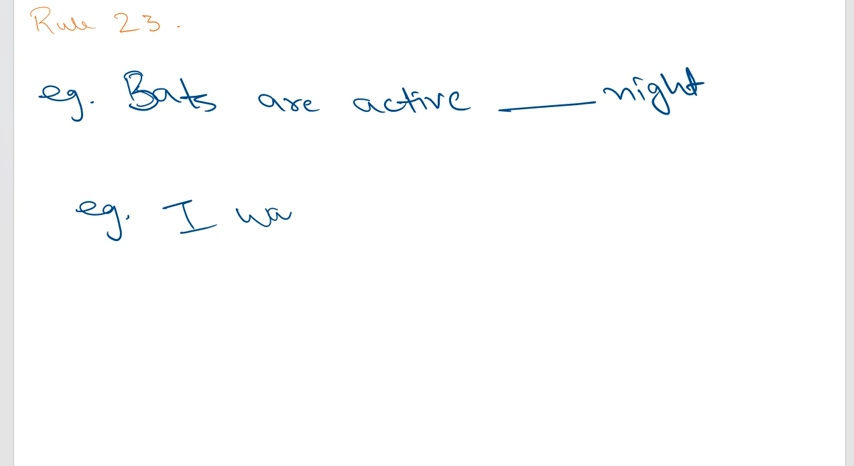 Rule 23.
eg. Bats are active ____ night
eg. I wa